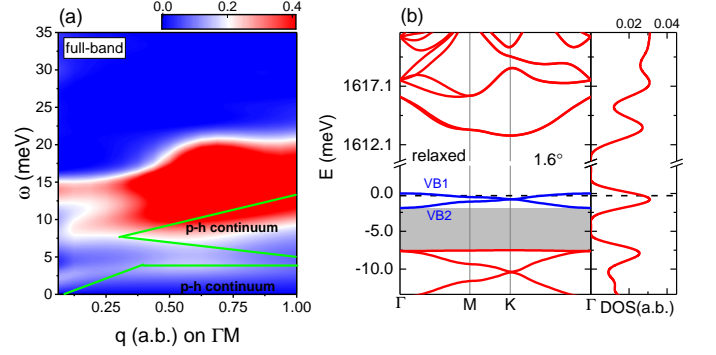 (a)
0.0 0.2 0.4
full-band
35
30
25
20
15
10
5
0
ω (meV)
p-h continuum
p-h continuum
0.25 0.50 0.75 1.00
q (a.b.) on ΓM
(b)
0.02 0.04
1617.1
1612.1
0.0
-5.0
-10.0
E (meV)
relaxed 1.6°
VB1
VB2
Γ M K Γ
DOS(a.b.)